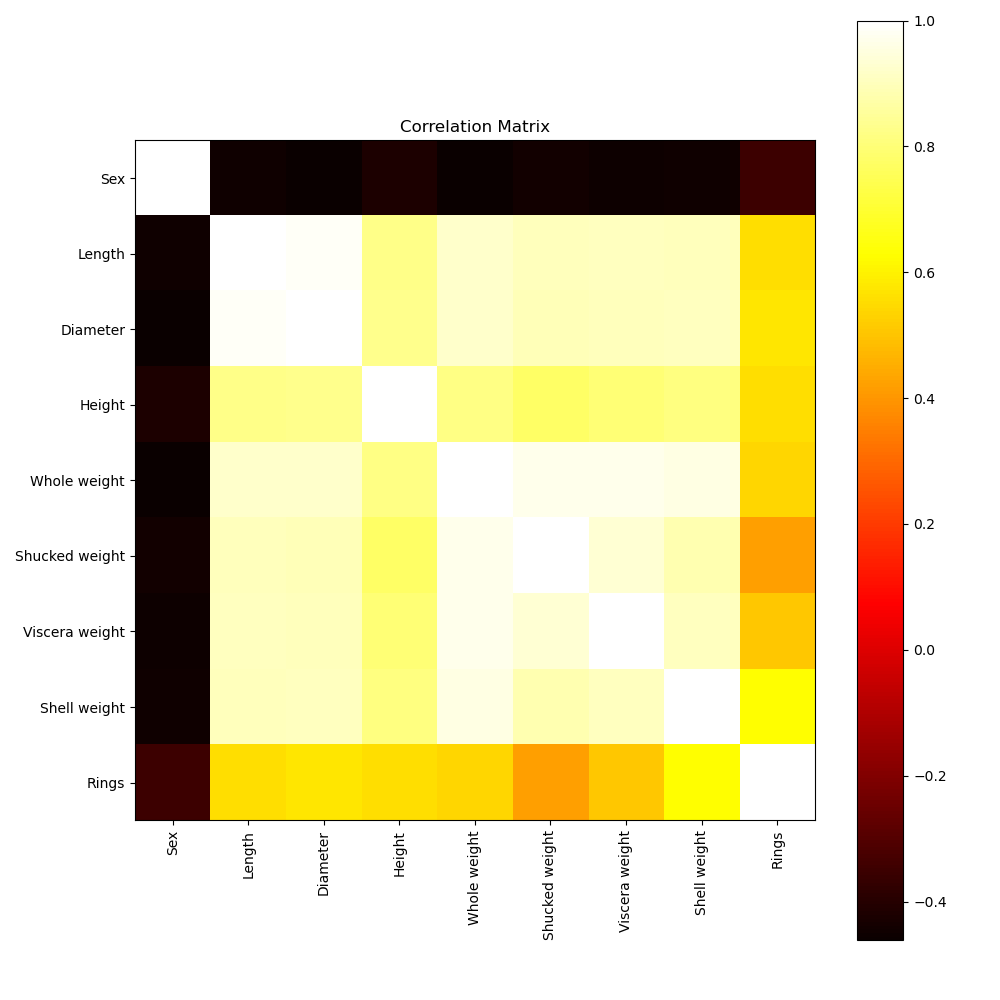 Correlation Matrix
Sex
Length
Diameter
Height
Whole weight
Shucked weight
Viscera weight
Shell weight
Rings
Sex
Length
Diameter
Height
Whole weight
Shucked weight
Viscera weight
Shell weight
Rings
1.0
0.8
0.6
0.4
0.2
0.0
−0.2
−0.4